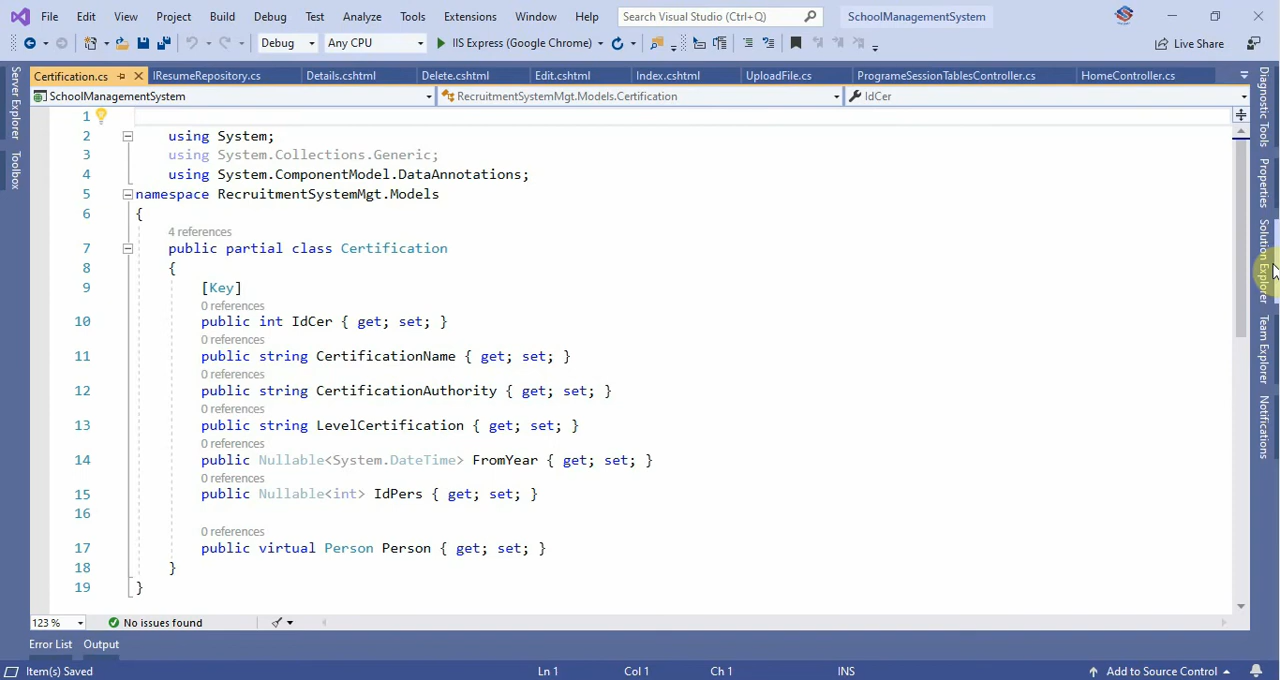 File Edit View Project Build Debug Test Analyze Tools Extensions Window Help Search Visual Studio (Ctrl+Q) SchoolManagementSystem
Debug Any CPU IIS Express (Google Chrome) Live Share
Certification.cs IResumeRepository.cs Details.cshtml Delete.cshtml Edit.cshtml Index.cshtml UploadFile.cs ProgrameSessionTablesController.cs HomeController.cs
SchoolManagementSystem RecruitmentSystemMgt.Models.Certification IdCer
Server Explorer
Toolbox
1
2 using System;
3 using System.Collections.Generic;
4 using System.ComponentModel.DataAnnotations;
5 namespace RecruitmentSystemMgt.Models
6 {
4 references
7 public partial class Certification
8 {
9 [Key]
0 references
10 public int IdCer { get; set; }
0 references
11 public string CertificationName { get; set; }
0 references
12 public string CertificationAuthority { get; set; }
0 references
13 public string LevelCertification { get; set; }
0 references
14 public Nullable<System.DateTime> FromYear { get; set; }
0 references
15 public Nullable<int> IdPers { get; set; }
16
0 references
17 public virtual Person Person { get; set; }
18 }
19 }
Diagnostic Tools
Properties
Solution Explorer
Team Explorer
Notifications
123 % No issues found
Error List Output
Item(s) Saved Ln 1 Col 1 Ch 1 INS Add to Source Control